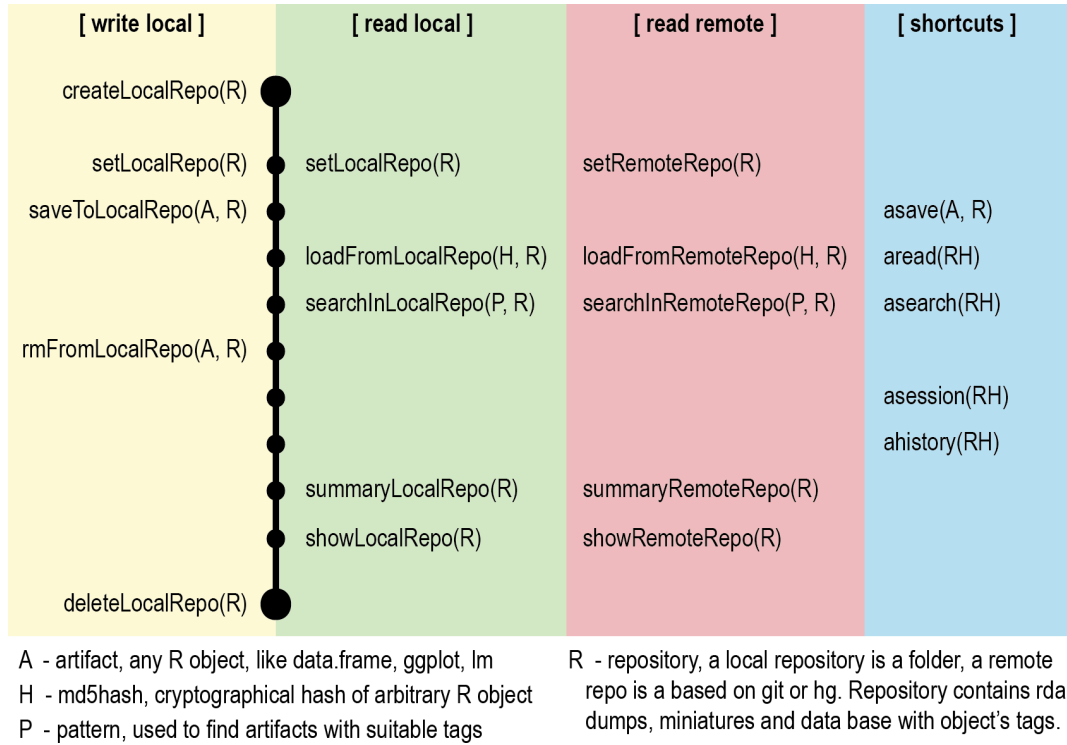 [ write local ]
[ read local ]
[ read remote ]
[ shortcuts ]
createLocalRepo(R)
setLocalRepo(R)
setLocalRepo(R)
setRemoteRepo(R)
saveToLocalRepo(A, R)
asave(A, R)
loadFromLocalRepo(H, R)
loadFromRemoteRepo(H, R)
aread(RH)
searchInLocalRepo(P, R)
searchInRemoteRepo(P, R)
asearch(RH)
rmFromLocalRepo(A, R)
asession(RH)
ahistory(RH)
summaryLocalRepo(R)
summaryRemoteRepo(R)
showLocalRepo(R)
showRemoteRepo(R)
deleteLocalRepo(R)
A - artifact, any R object, like data.frame, ggplot, lm
H - md5hash, cryptographical hash of arbitrary R object
P - pattern, used to find artifacts with suitable tags
R - repository, a local repository is a folder, a remote
repo is a based on git or hg. Repository contains rda
dumps, miniatures and data base with object's tags.